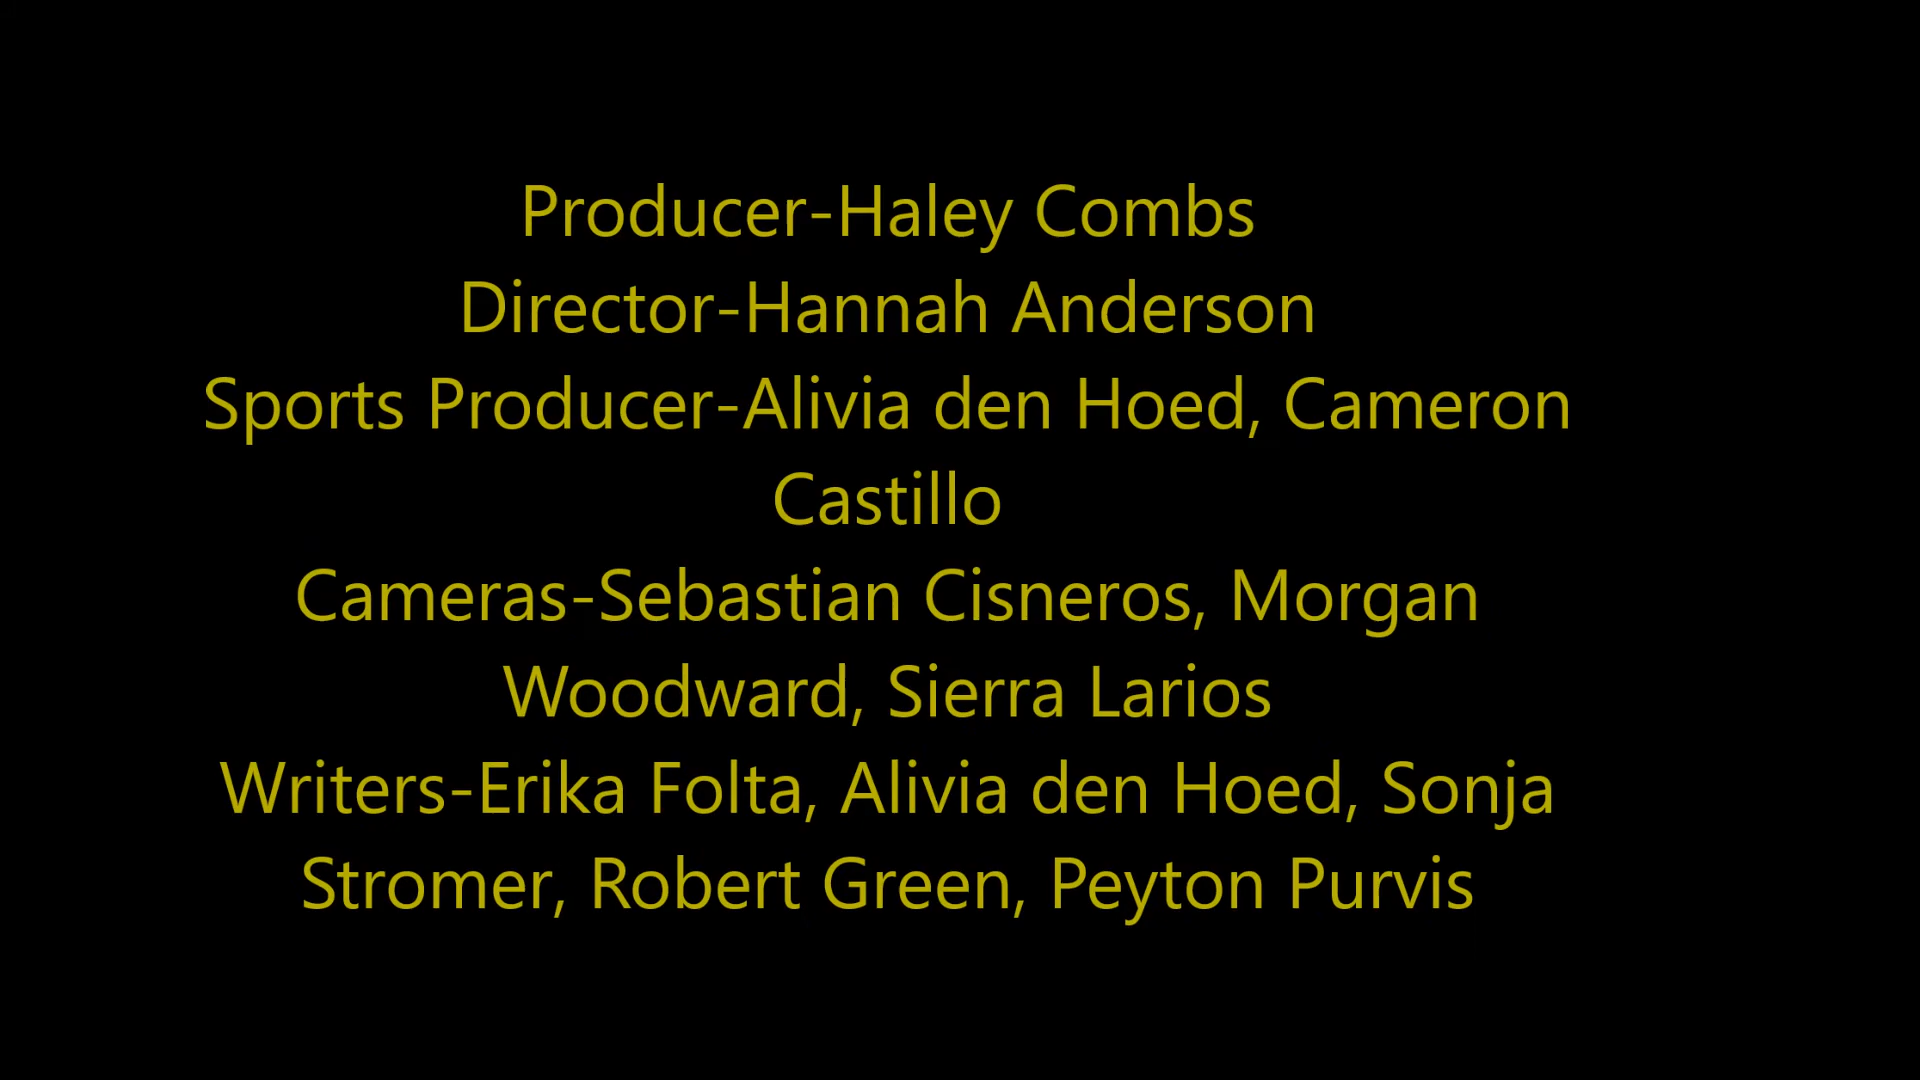 Producer-Haley Combs
Director-Hannah Anderson
Sports Producer-Alivia den Hoed, Cameron
Castillo
Cameras-Sebastian Cisneros, Morgan
Woodward, Sierra Larios
Writers-Erika Folta, Alivia den Hoed, Sonja
Stromer, Robert Green, Peyton Purvis